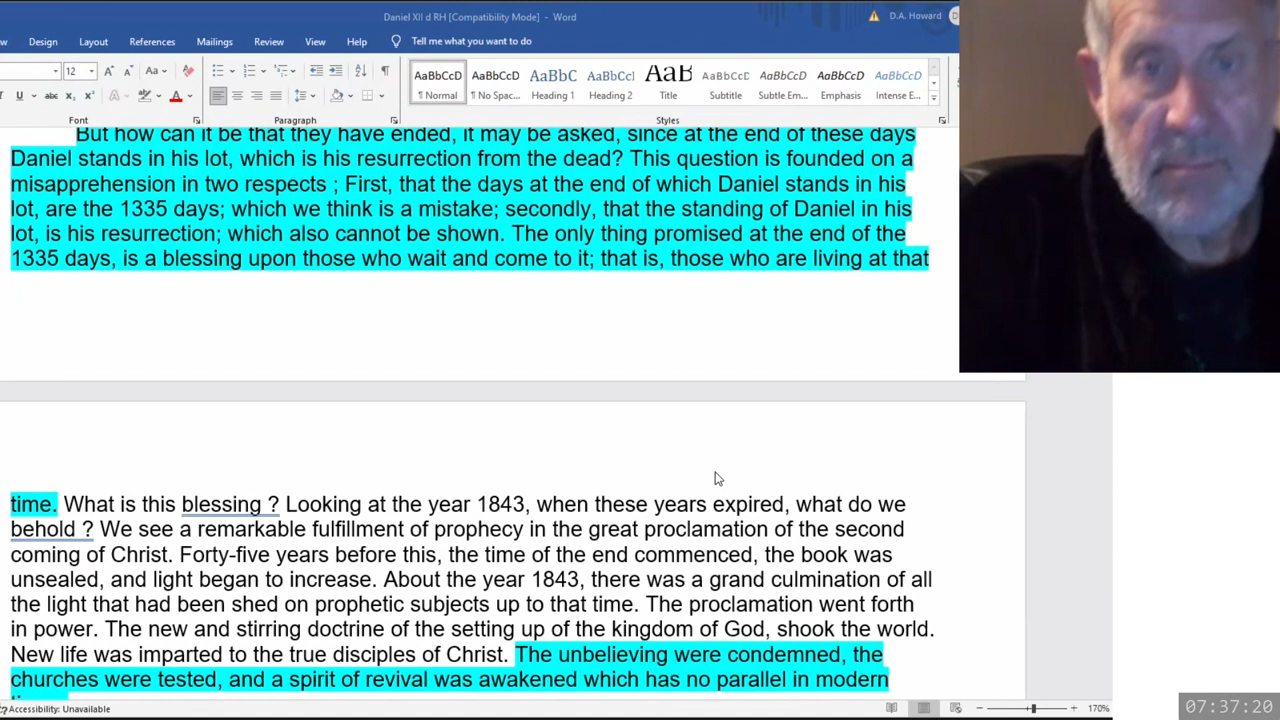 Daniel XII d RH [Compatibility Mode] - Word
D.A. Howard
Design Layout References Mailings Review View Help Tell me what you want to do
12 Aa
AaBbCcD AaBbCcD AaBbC AaBbCcI AaB AaBbCcD AaBbCcD AaBbCcD AaBbCcD
¶ Normal ¶ No Spac... Heading 1 Heading 2 Title Subtitle Subtle Em... Emphasis Intense E...
Font Paragraph Styles
But how can it be that they have ended, it may be asked, since at the end of these days
Daniel stands in his lot, which is his resurrection from the dead? This question is founded on a
misapprehension in two respects ; First, that the days at the end of which Daniel stands in his
lot, are the 1335 days; which we think is a mistake; secondly, that the standing of Daniel in his
lot, is his resurrection; which also cannot be shown. The only thing promised at the end of the
1335 days, is a blessing upon those who wait and come to it; that is, those who are living at that
time. What is this blessing ? Looking at the year 1843, when these years expired, what do we
behold ? We see a remarkable fulfillment of prophecy in the great proclamation of the second
coming of Christ. Forty-five years before this, the time of the end commenced, the book was
unsealed, and light began to increase. About the year 1843, there was a grand culmination of all
the light that had been shed on prophetic subjects up to that time. The proclamation went forth
in power. The new and stirring doctrine of the setting up of the kingdom of God, shook the world.
New life was imparted to the true disciples of Christ. The unbelieving were condemned, the
churches were tested, and a spirit of revival was awakened which has no parallel in modern
Accessibility: Unavailable
170%
07:37:20